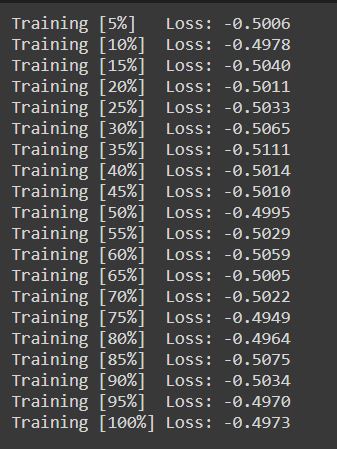 Training [5%]   Loss: -0.5006
Training [10%]  Loss: -0.4978
Training [15%]  Loss: -0.5040
Training [20%]  Loss: -0.5011
Training [25%]  Loss: -0.5033
Training [30%]  Loss: -0.5065
Training [35%]  Loss: -0.5111
Training [40%]  Loss: -0.5014
Training [45%]  Loss: -0.5010
Training [50%]  Loss: -0.4995
Training [55%]  Loss: -0.5029
Training [60%]  Loss: -0.5059
Training [65%]  Loss: -0.5005
Training [70%]  Loss: -0.5022
Training [75%]  Loss: -0.4949
Training [80%]  Loss: -0.4964
Training [85%]  Loss: -0.5075
Training [90%]  Loss: -0.5034
Training [95%]  Loss: -0.4970
Training [100%] Loss: -0.4973